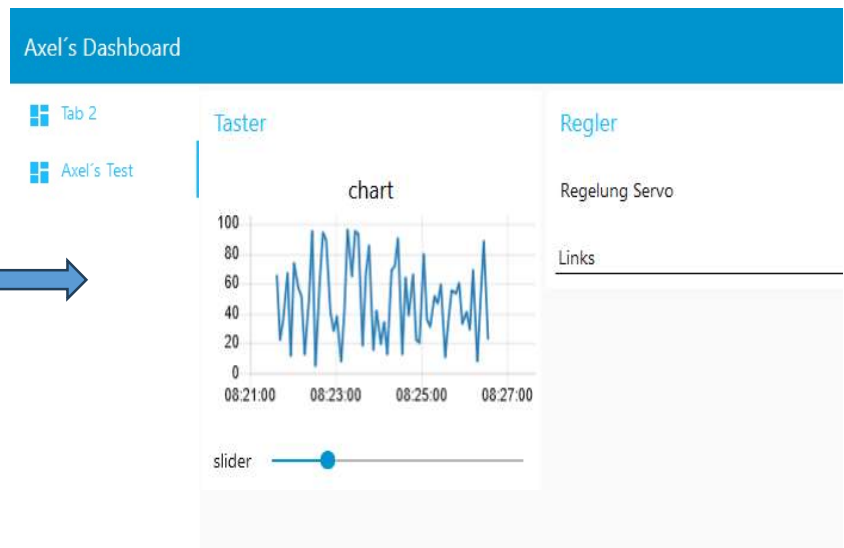 Axel´s Dashboard
Tab 2
Axel´s Test
Taster
chart
100
80
60
40
20
0
08:21:00 08:23:00 08:25:00 08:27:00
slider
Regler
Regelung Servo
Links